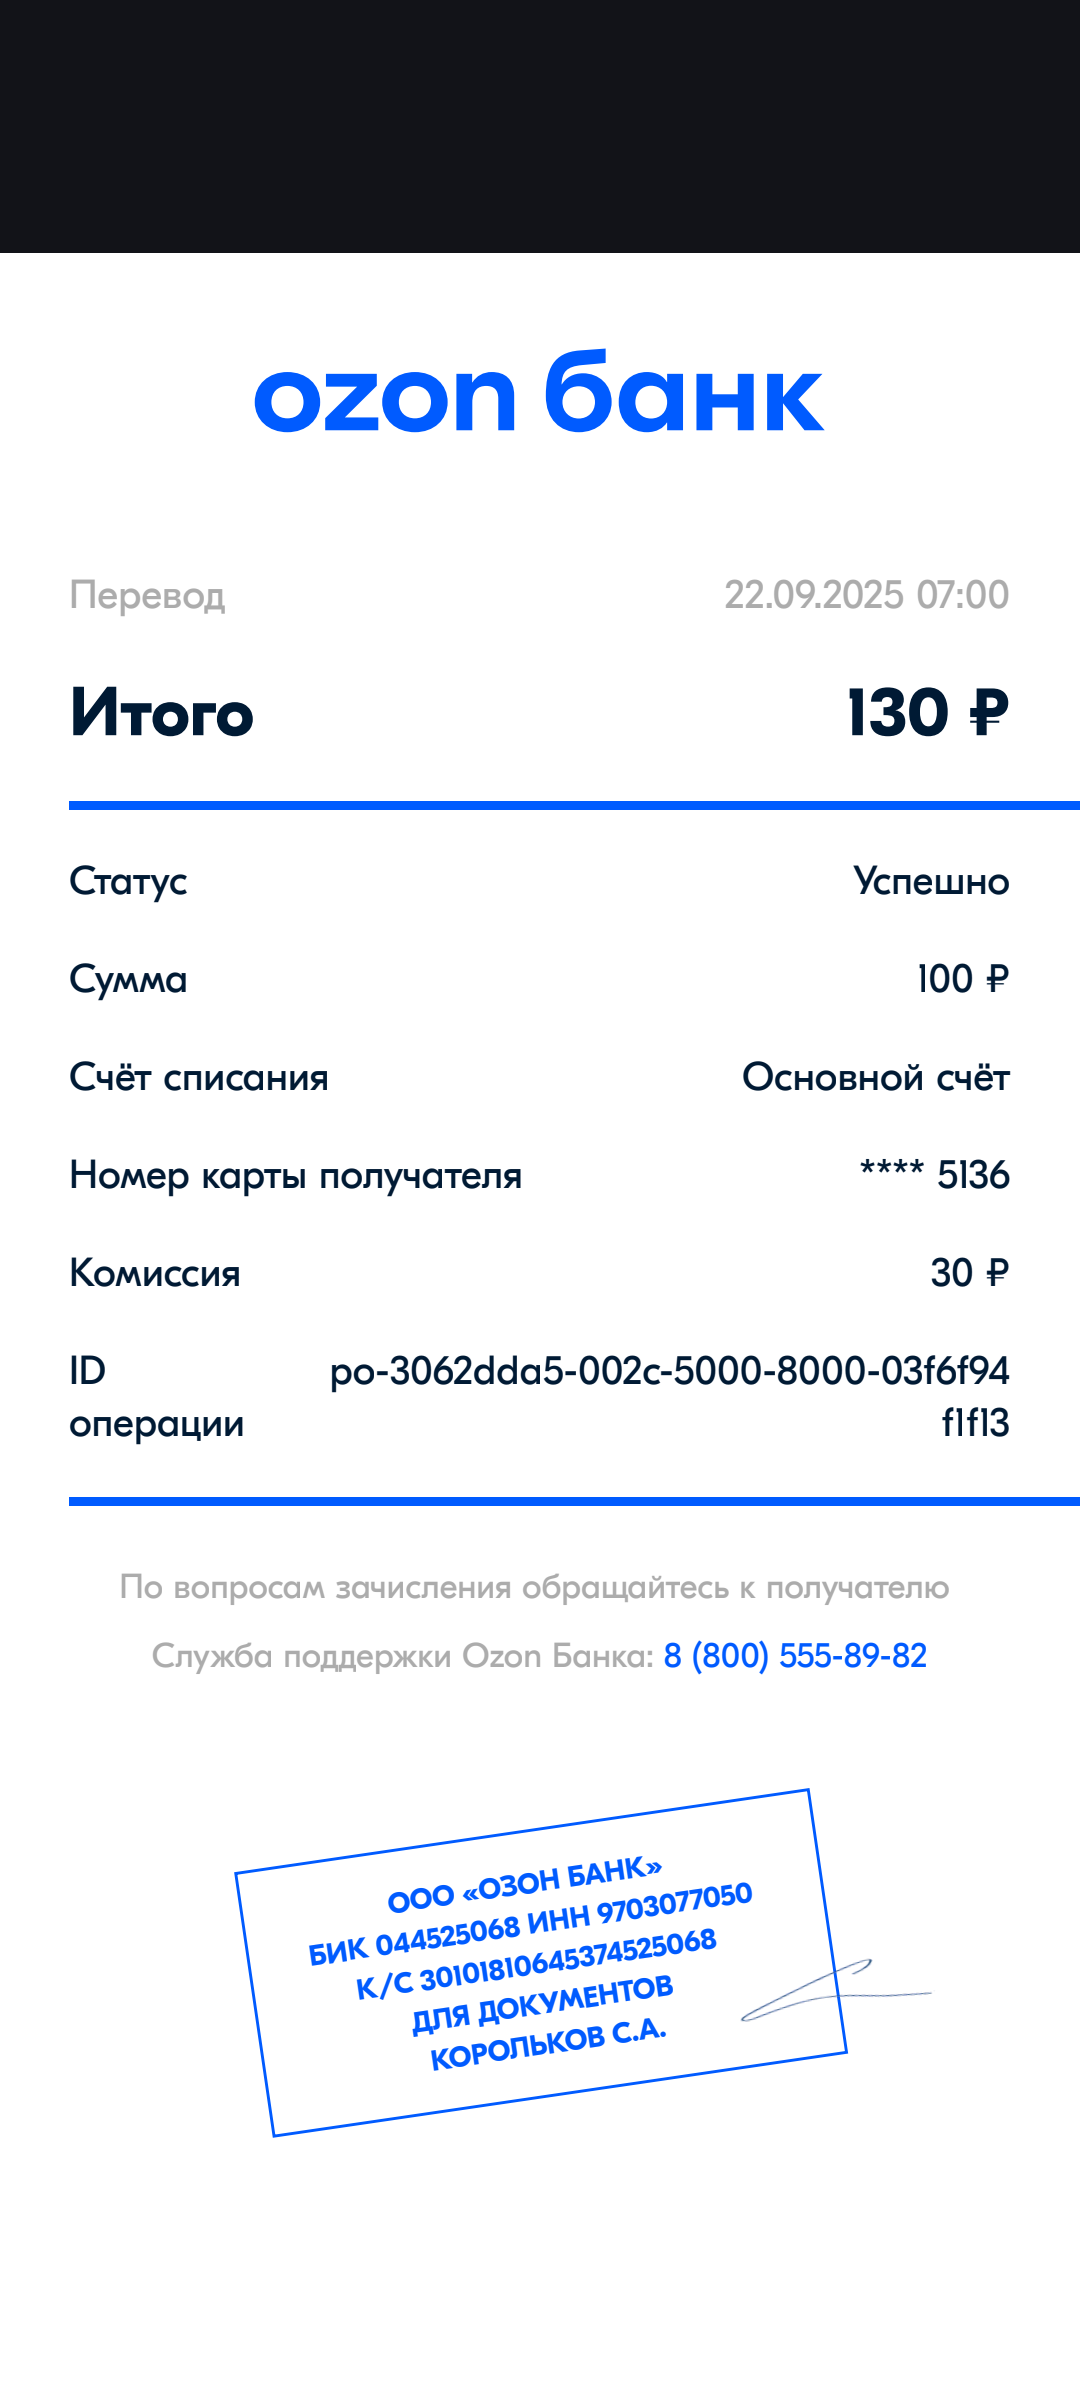 ozon банк
Перевод 22.09.2025 07:00
Итого 130 ₽
Статус Успешно
Сумма 100 ₽
Счёт списания Основной счёт
Номер карты получателя **** 5136
Комиссия 30 ₽
ID po-3062dda5-002c-5000-8000-03f6f94
операции f1f13
По вопросам зачисления обращайтесь к получателю
Служба поддержки Ozon Банка: 8 (800) 555-89-82
ООО «ОЗОН БАНК»
БИК 044525068 ИНН 9703077050
К/С 30101810645374525068
ДЛЯ ДОКУМЕНТОВ
КОРОЛЬКОВ С.А.